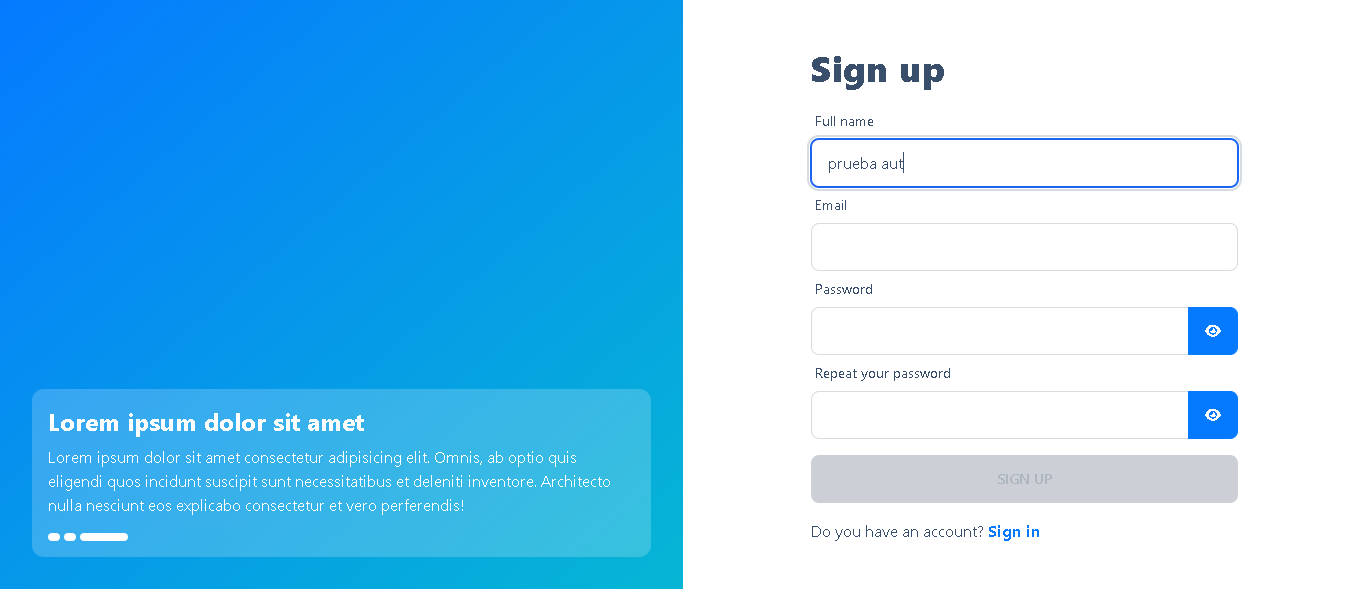 Lorem ipsum dolor sit amet
Lorem ipsum dolor sit amet consectetur adipisicing elit. Omnis, ab optio quis
eligendi quos incidunt suscipit sunt necessitatibus et deleniti inventore. Architecto
nulla nesciunt eos explicabo consectetur et vero perferendis!
Sign up
Full name
prueba aut
Email
Password
Repeat your password
SIGN UP
Do you have an account? Sign in